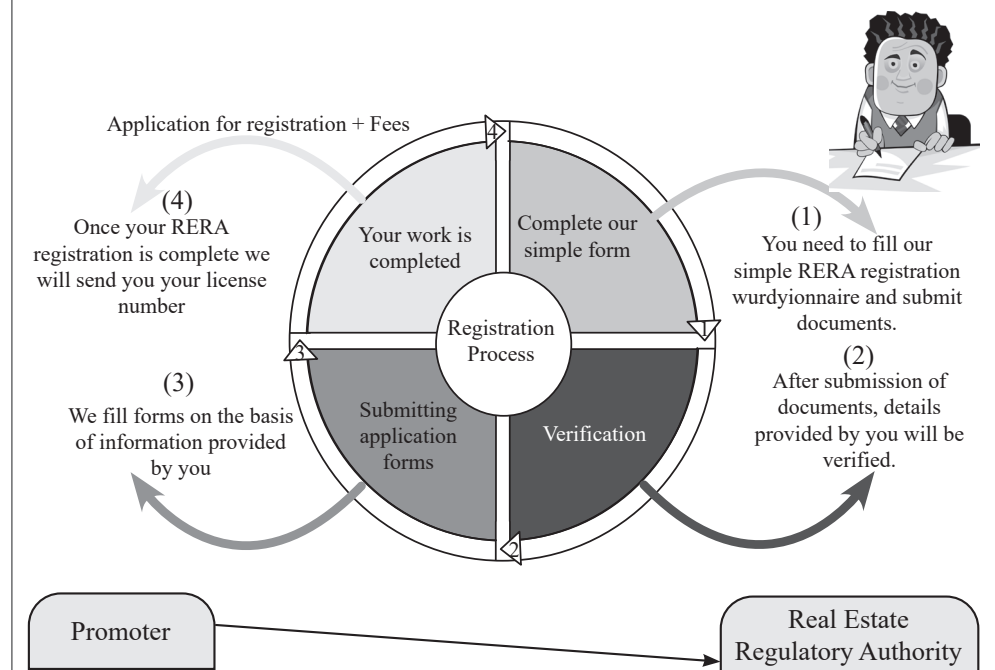 Application for registration + Fees
4
(4)
Once your RERA
registration is complete we
will send you your license
number
Your work is
completed
Complete our
simple form
(1)
You need to fill our
simple RERA registration
wurdyionnaire and submit
documents.
1
Registration
Process
3
(2)
After submission of
documents, details
provided by you will be
verified.
(3)
We fill forms on the basis
of information provided
by you
Submitting
application
forms
Verification
2
Promoter
Real Estate
Regulatory Authority